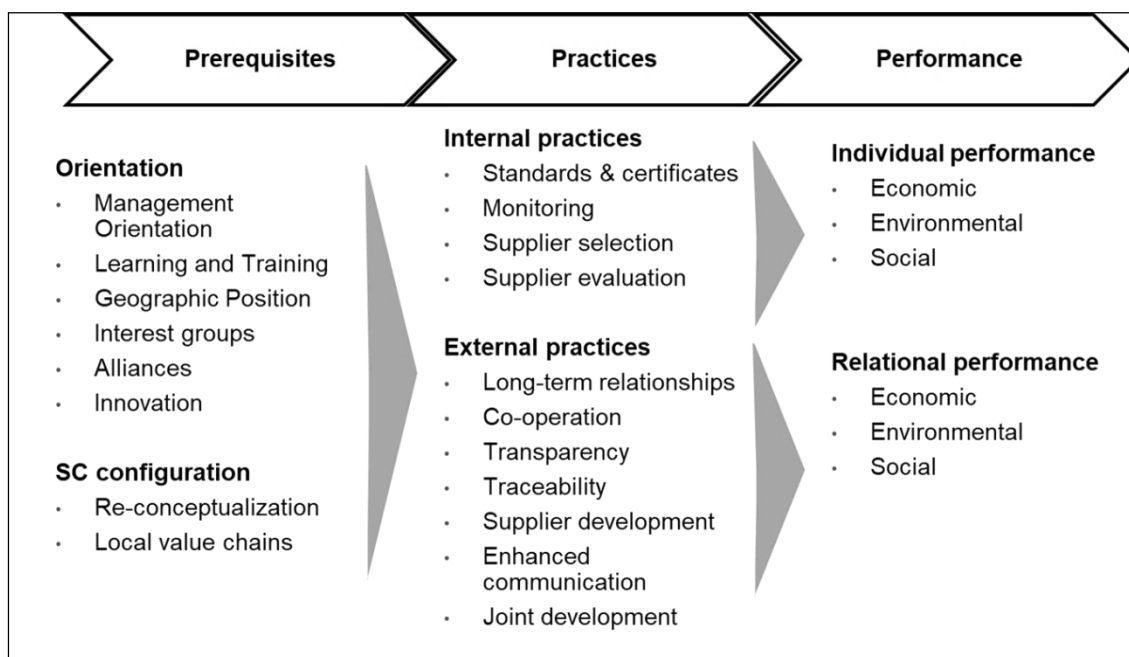 Prerequisites
Practices
Performance
Orientation
· Management
Orientation
· Learning and Training
· Geographic Position
· Interest groups
· Alliances
· Innovation
SC configuration
· Re-conceptualization
· Local value chains
Internal practices
· Standards & certificates
· Monitoring
· Supplier selection
· Supplier evaluation
External practices
· Long-term relationships
· Co-operation
· Transparency
· Traceability
· Supplier development
· Enhanced
communication
· Joint development
Individual performance
· Economic
· Environmental
· Social
Relational performance
· Economic
· Environmental
· Social